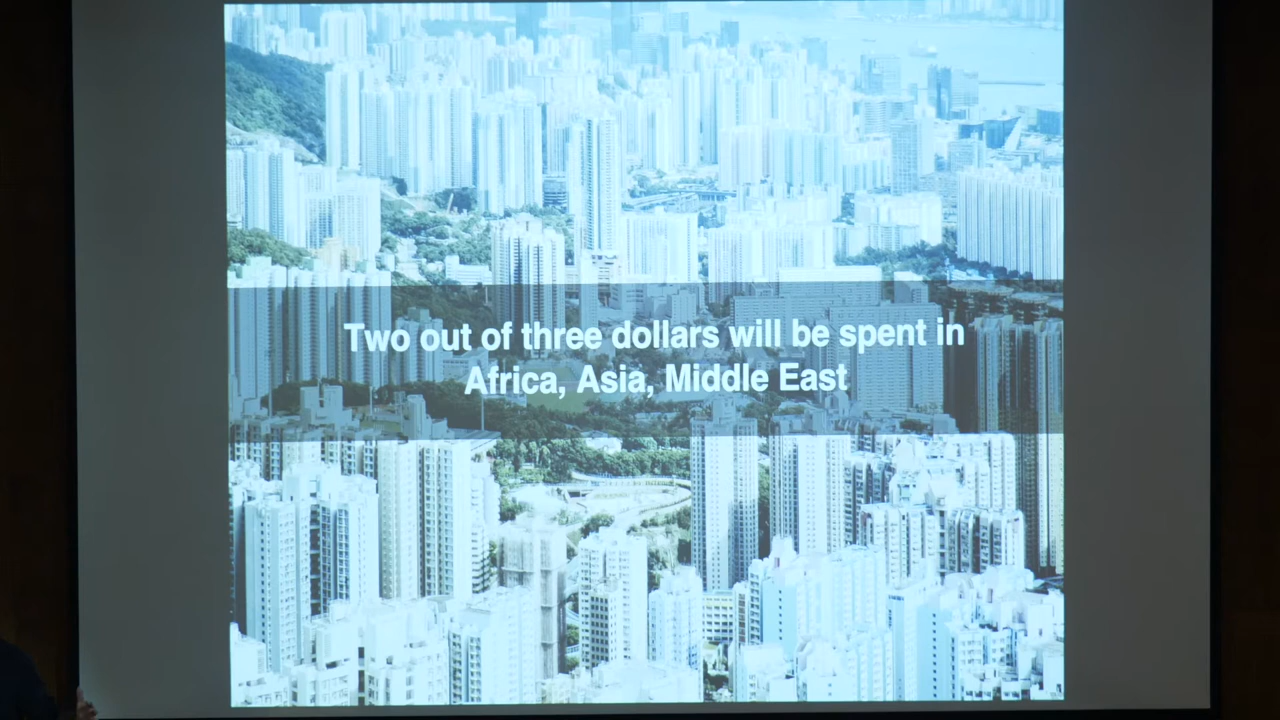 Two out of three dollars will be spent in
Africa, Asia, Middle East